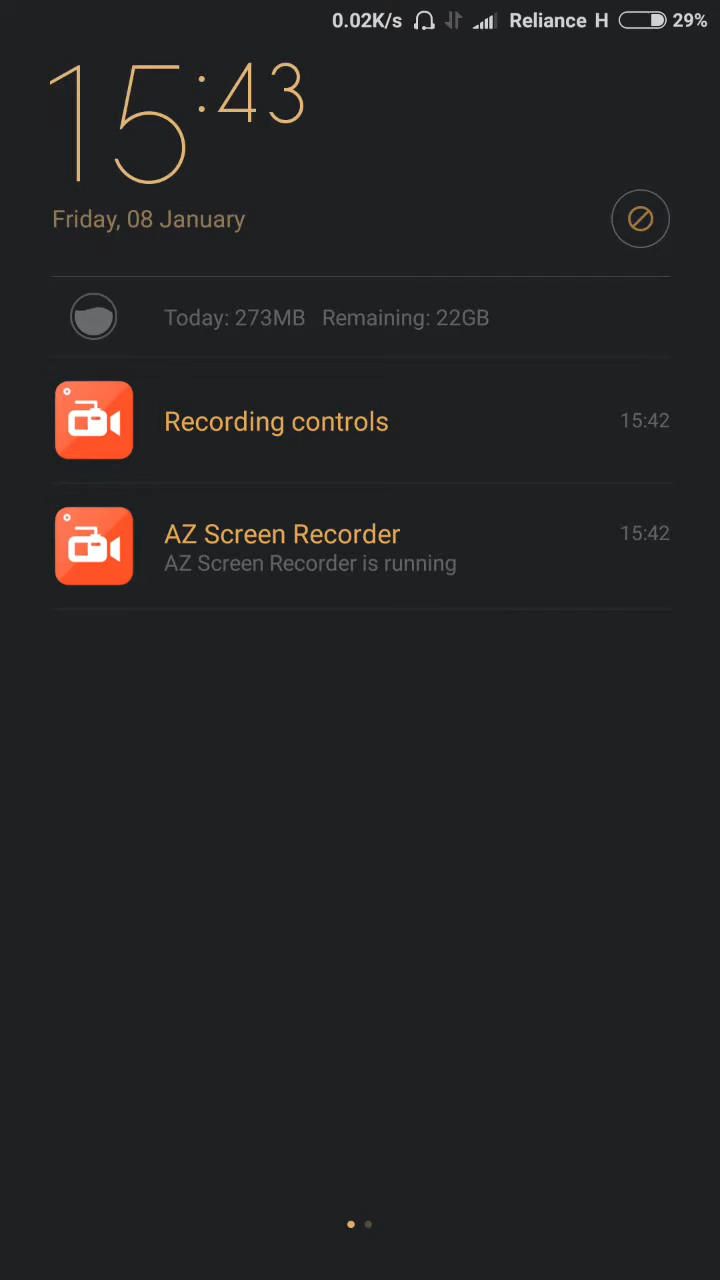 0.02K/s Reliance H 29%
15:43
Friday, 08 January
Today: 273MB Remaining: 22GB
Recording controls 15:42
AZ Screen Recorder 15:42
AZ Screen Recorder is running